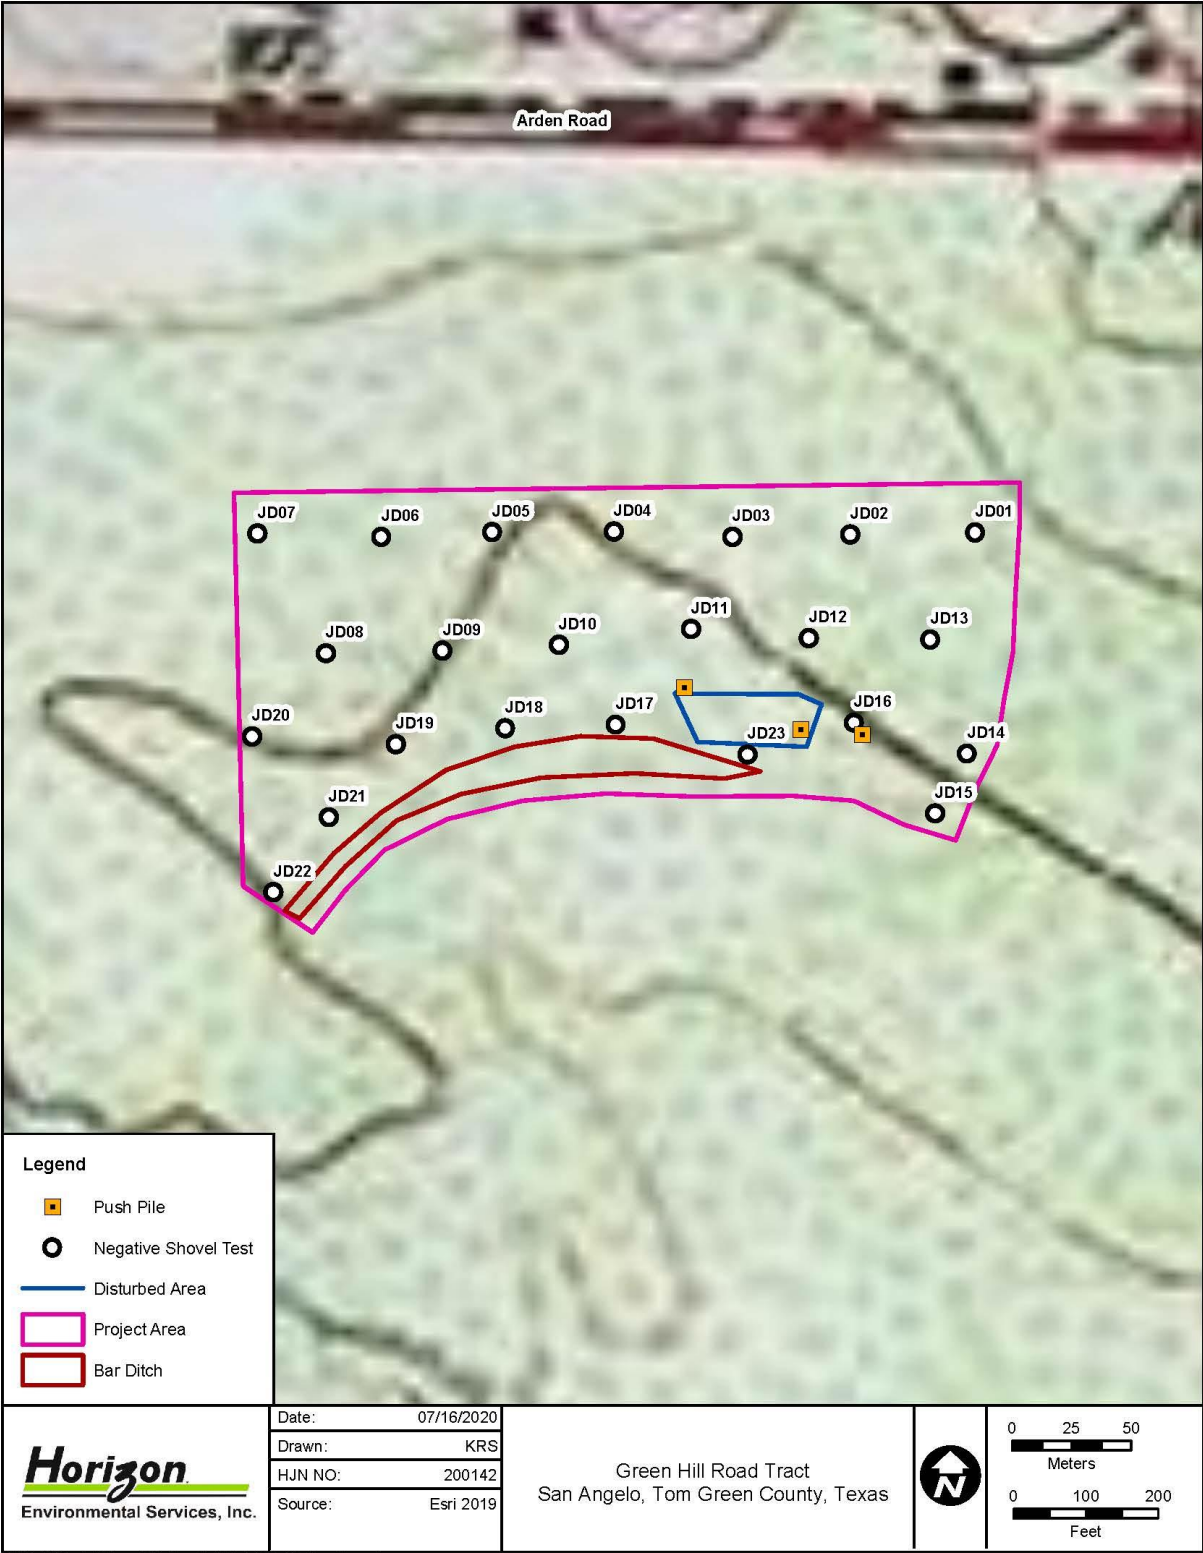 Arden Road
JD07
JD06
JD05
JD04
JD03
JD02
JD01
JD08
JD09
JD10
JD11
JD12
JD13
JD20
JD19
JD18
JD17
JD23
JD16
JD14
JD21
JD15
JD22
Legend
Push Pile
Negative Shovel Test
Disturbed Area
Project Area
Bar Ditch
Horizon
Environmental Services, Inc.
Date: 07/16/2020
Drawn: KRS
HJN NO: 200142
Source: Esri 2019
Green Hill Road Tract
San Angelo, Tom Green County, Texas
N
0 25 50
Meters
0 100 200
Feet